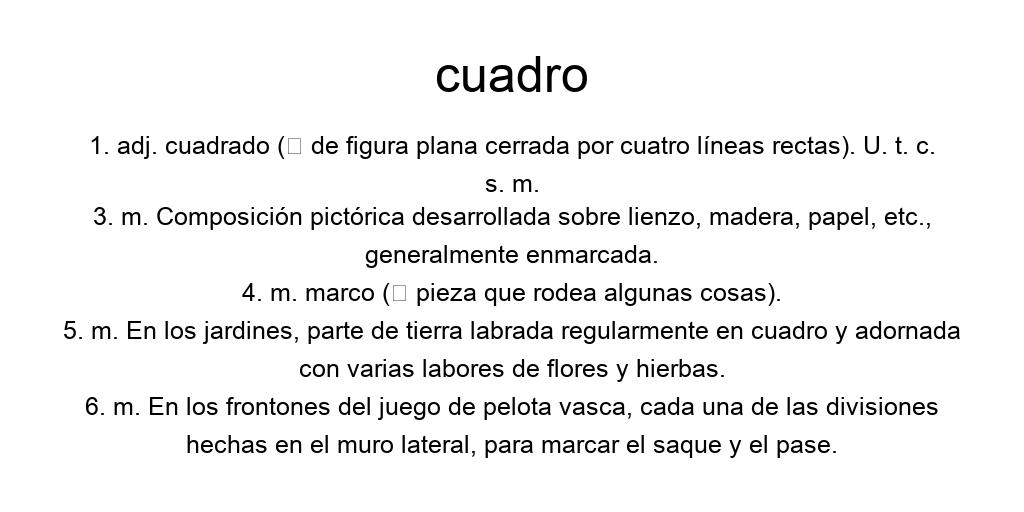 cuadro
1. adj. cuadrado (▯ de figura plana cerrada por cuatro líneas rectas). U. t. c.
s. m.
3. m. Composición pictórica desarrollada sobre lienzo, madera, papel, etc.,
generalmente enmarcada.
4. m. marco (▯ pieza que rodea algunas cosas).
5. m. En los jardines, parte de tierra labrada regularmente en cuadro y adornada
con varias labores de flores y hierbas.
6. m. En los frontones del juego de pelota vasca, cada una de las divisiones
hechas en el muro lateral, para marcar el saque y el pase.